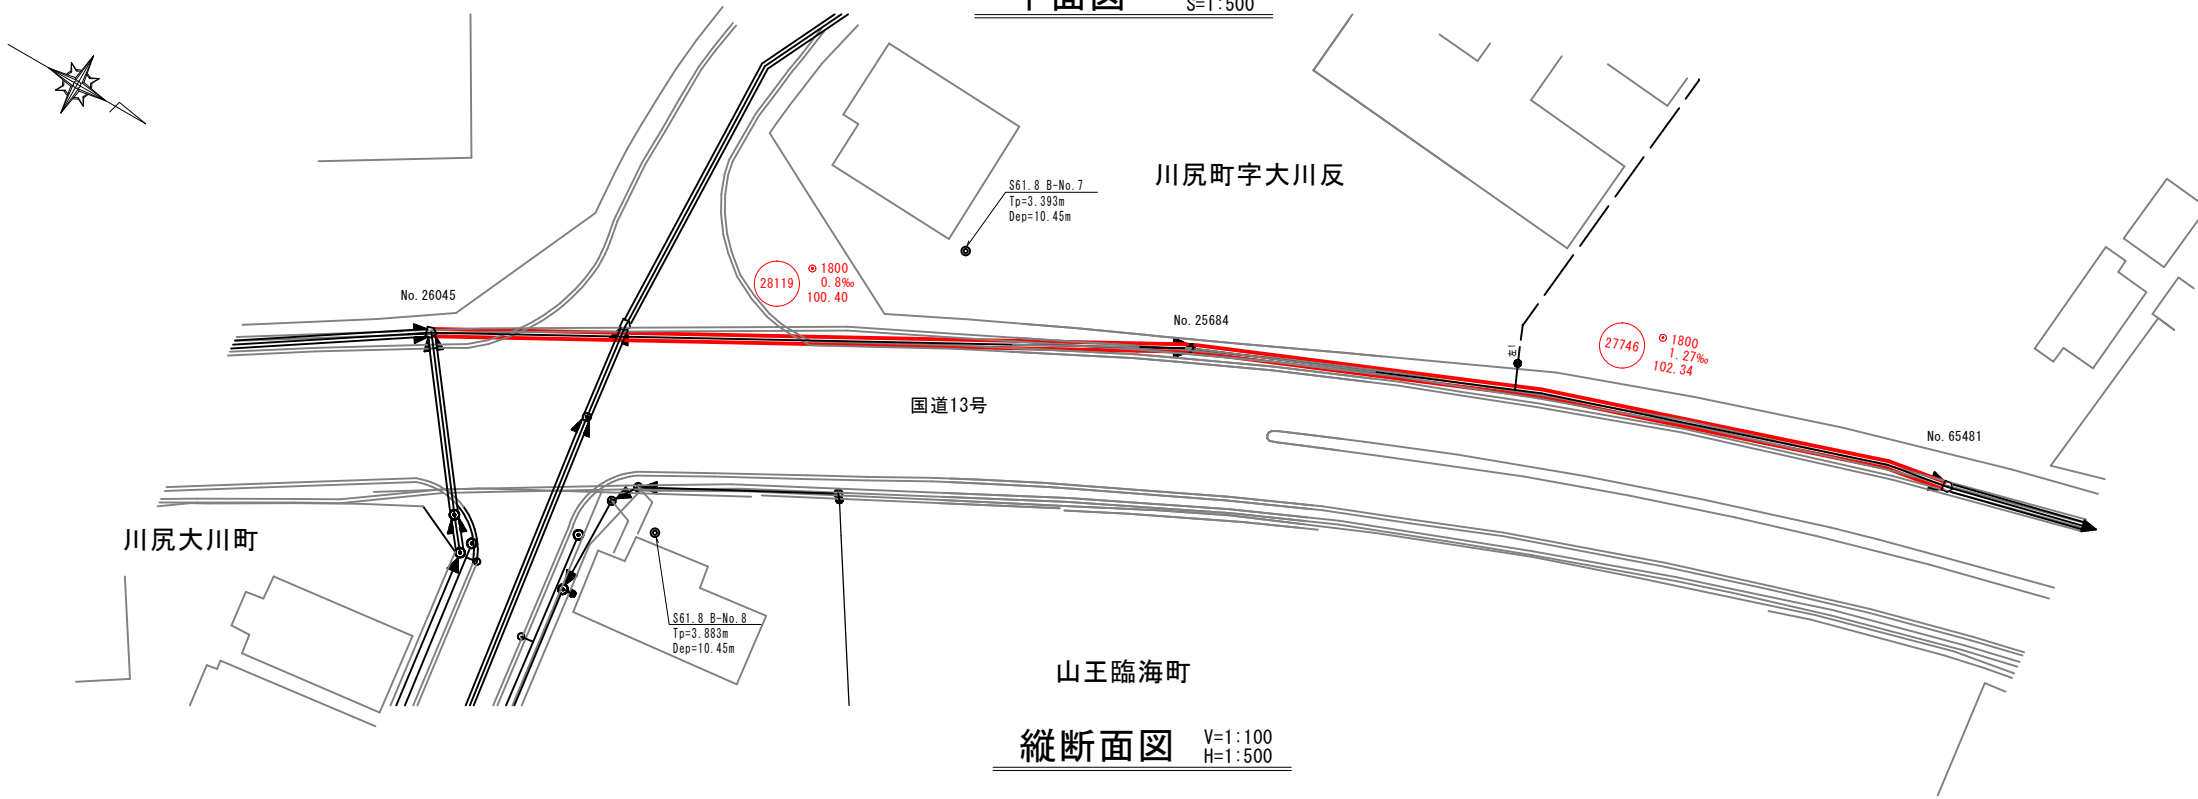 平面図 S=1:500
川尻町字大川反
S61.8 B-No.7
Tp=3.393m
Dep=10.45m
28119
⊚1800
0.8‰
100.40
No.26045
No.25684
左1
27746
⊚1800
1.27‰
102.34
国道13号
No.65481
川尻大川町
S61.8 B-No.8
Tp=3.883m
Dep=10.45m
山王臨海町
縦断面図 V=1:100
H=1:500